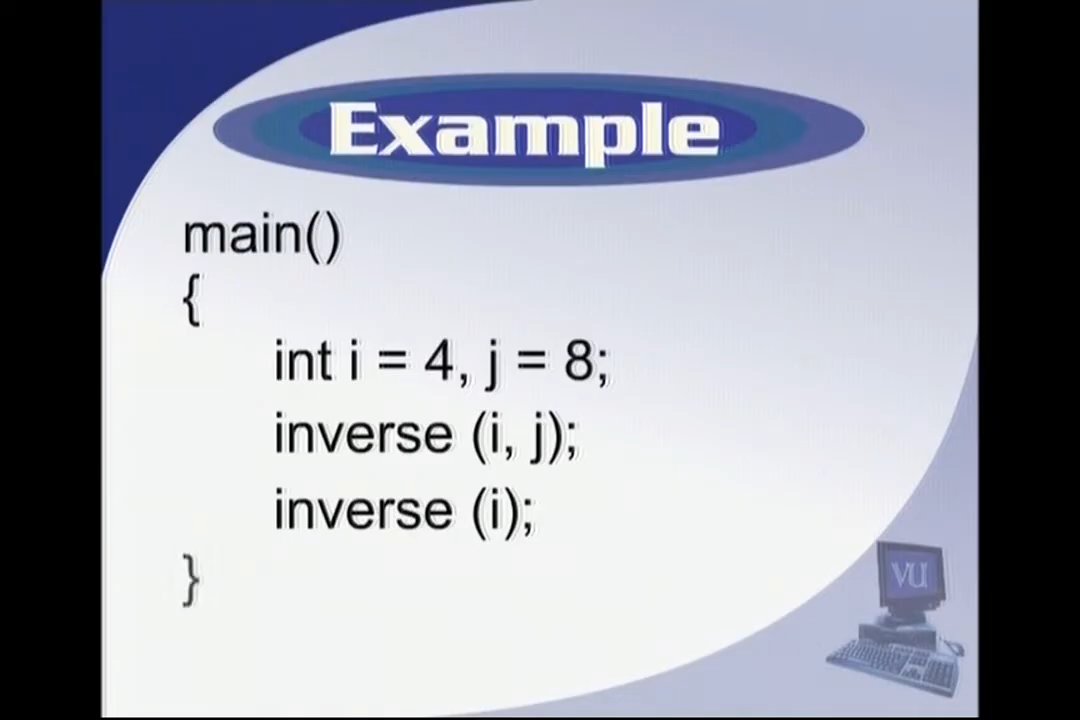 Example
main()
{
int i = 4, j = 8;
inverse (i, j);
inverse (i);
}
VU